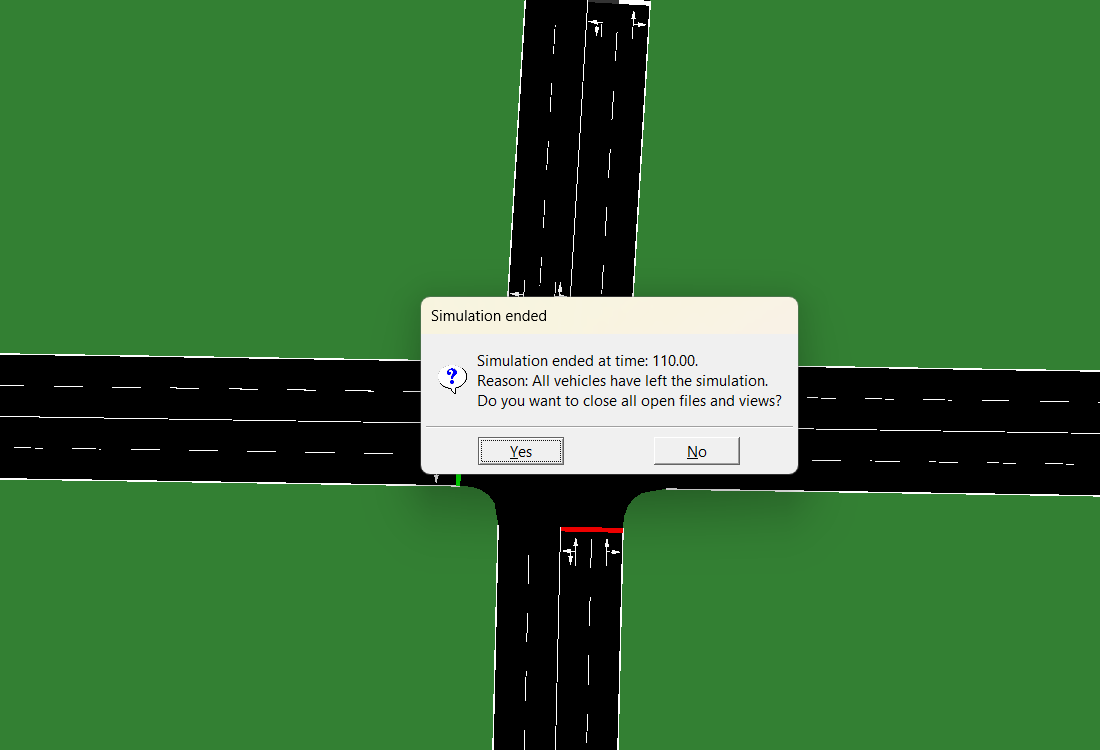 Simulation ended
Simulation ended at time: 110.00.
Reason: All vehicles have left the simulation.
Do you want to close all open files and views?
Yes
No